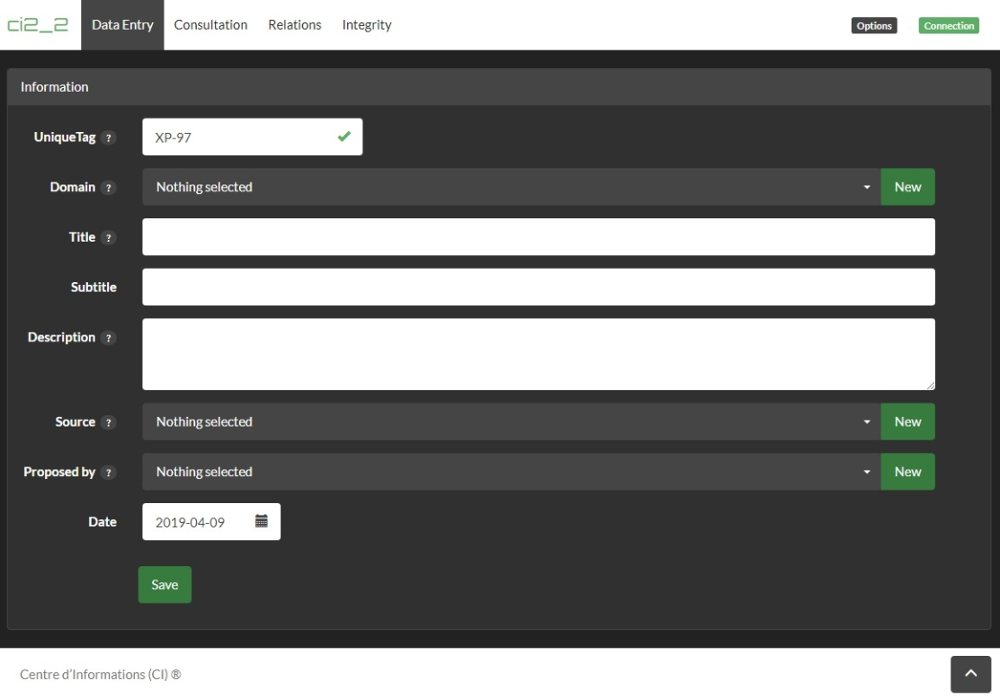 ci2_2 Data Entry Consultation Relations Integrity Options Connection
Information
UniqueTag ? XP-97
Domain ? Nothing selected New
Title ?
Subtitle
Description ?
Source ? Nothing selected New
Proposed by ? Nothing selected New
Date 2019-04-09
Save
Centre d'Informations (CI) ®